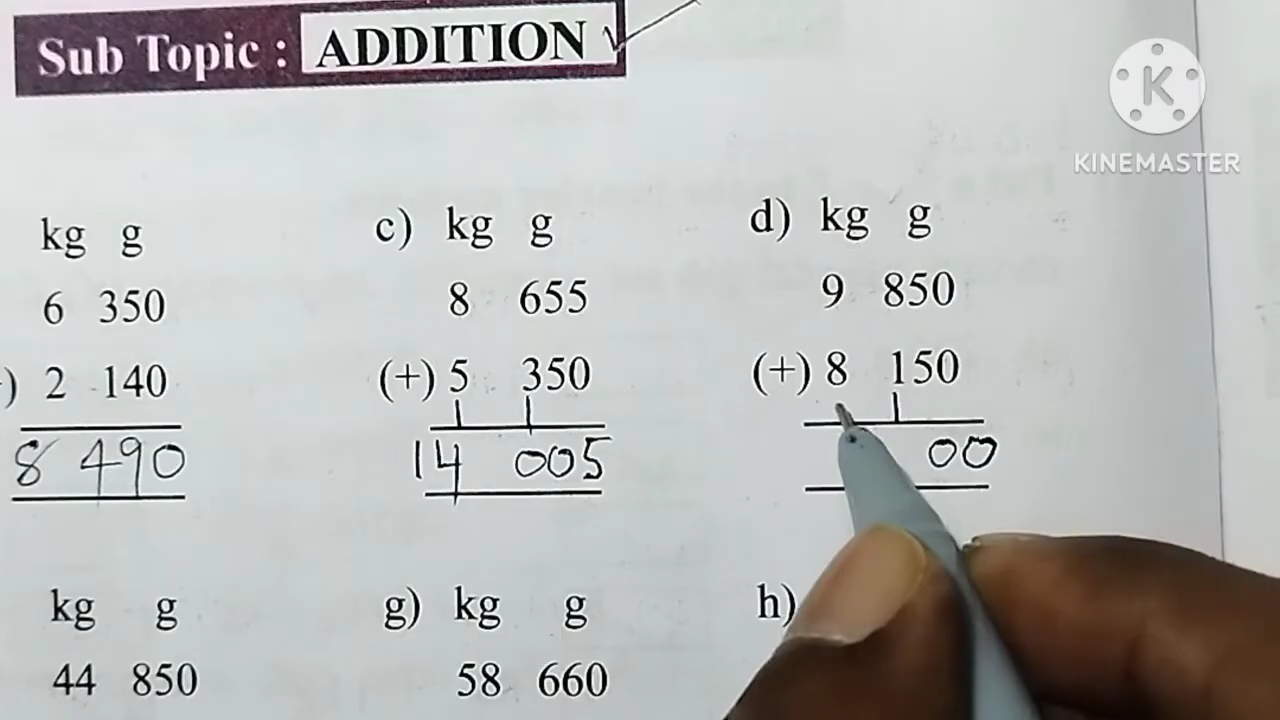 Sub Topic : ADDITION
K
KINEMASTER
kg g
6 350
) 2 140
8 490
c) kg g
8 655
(+) 5 350
14 005
d) kg g
9 850
(+) 8 150
00
kg g
44 850
g) kg g
58 660
h)